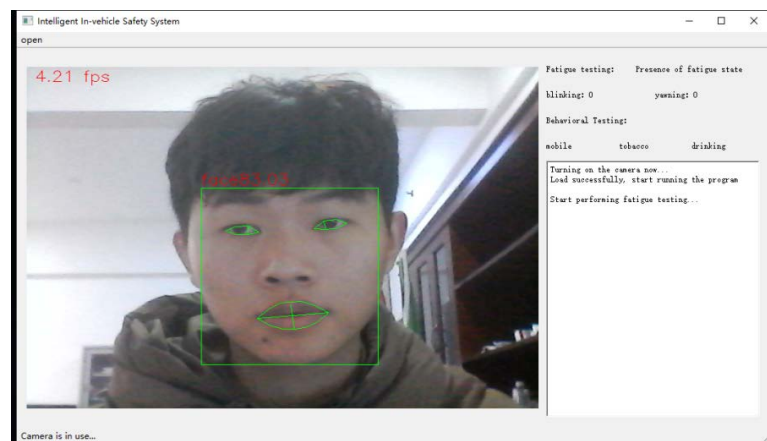 Intelligent In-vehicle Safety System
open
4.21 fps
face83.03
Fatigue testing: Presence of fatigue state
blinking: 0 yawning: 0
Behavioral Testing:
mobile tobacco drinking
Turning on the camera now...
Load successfully, start running the program
Start performing fatigue testing...
Camera is in use...